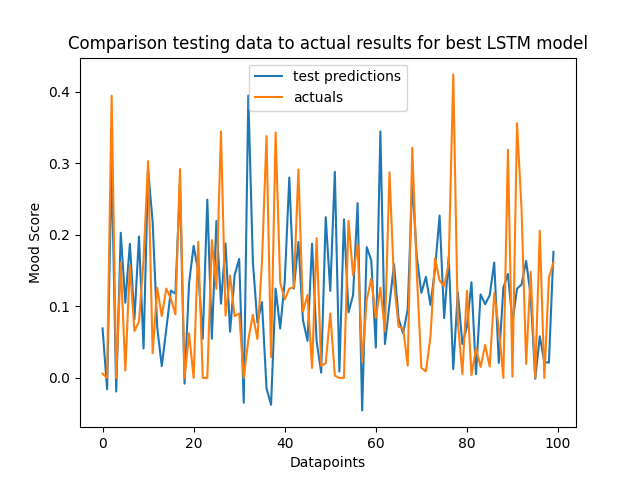 Comparison testing data to actual results for best LSTM model
test predictions
actuals
0.4
0.3
0.2
0.1
0.0
Mood Score
0 20 40 60 80 100
Datapoints